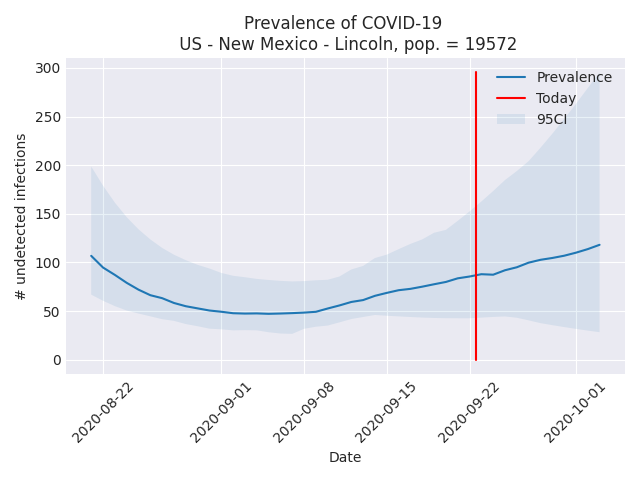 Prevalence of COVID-19
US - New Mexico - Lincoln, pop. = 19572
300
250
200
150
100
50
0
# undetected infections
Prevalence
Today
95CI
2020-08-22
2020-09-01
2020-09-08
2020-09-15
2020-09-22
2020-10-01
Date